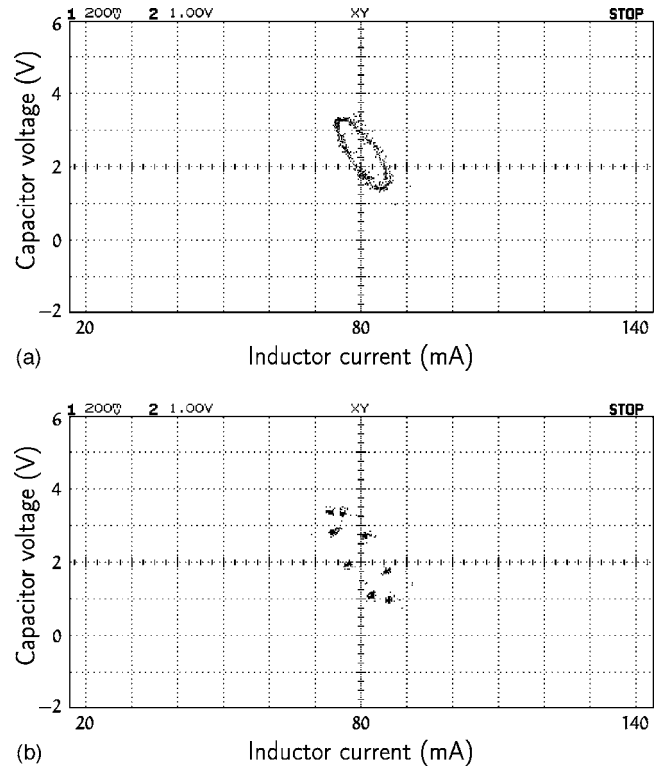 1 200mV 2 1.00V XY STOP
6
4
2
0
−2
Capacitor voltage (V)
20 80 140
(a) Inductor current (mA)
1 200mV 2 1.00V XY STOP
6
4
2
0
−2
Capacitor voltage (V)
20 80 140
(b) Inductor current (mA)